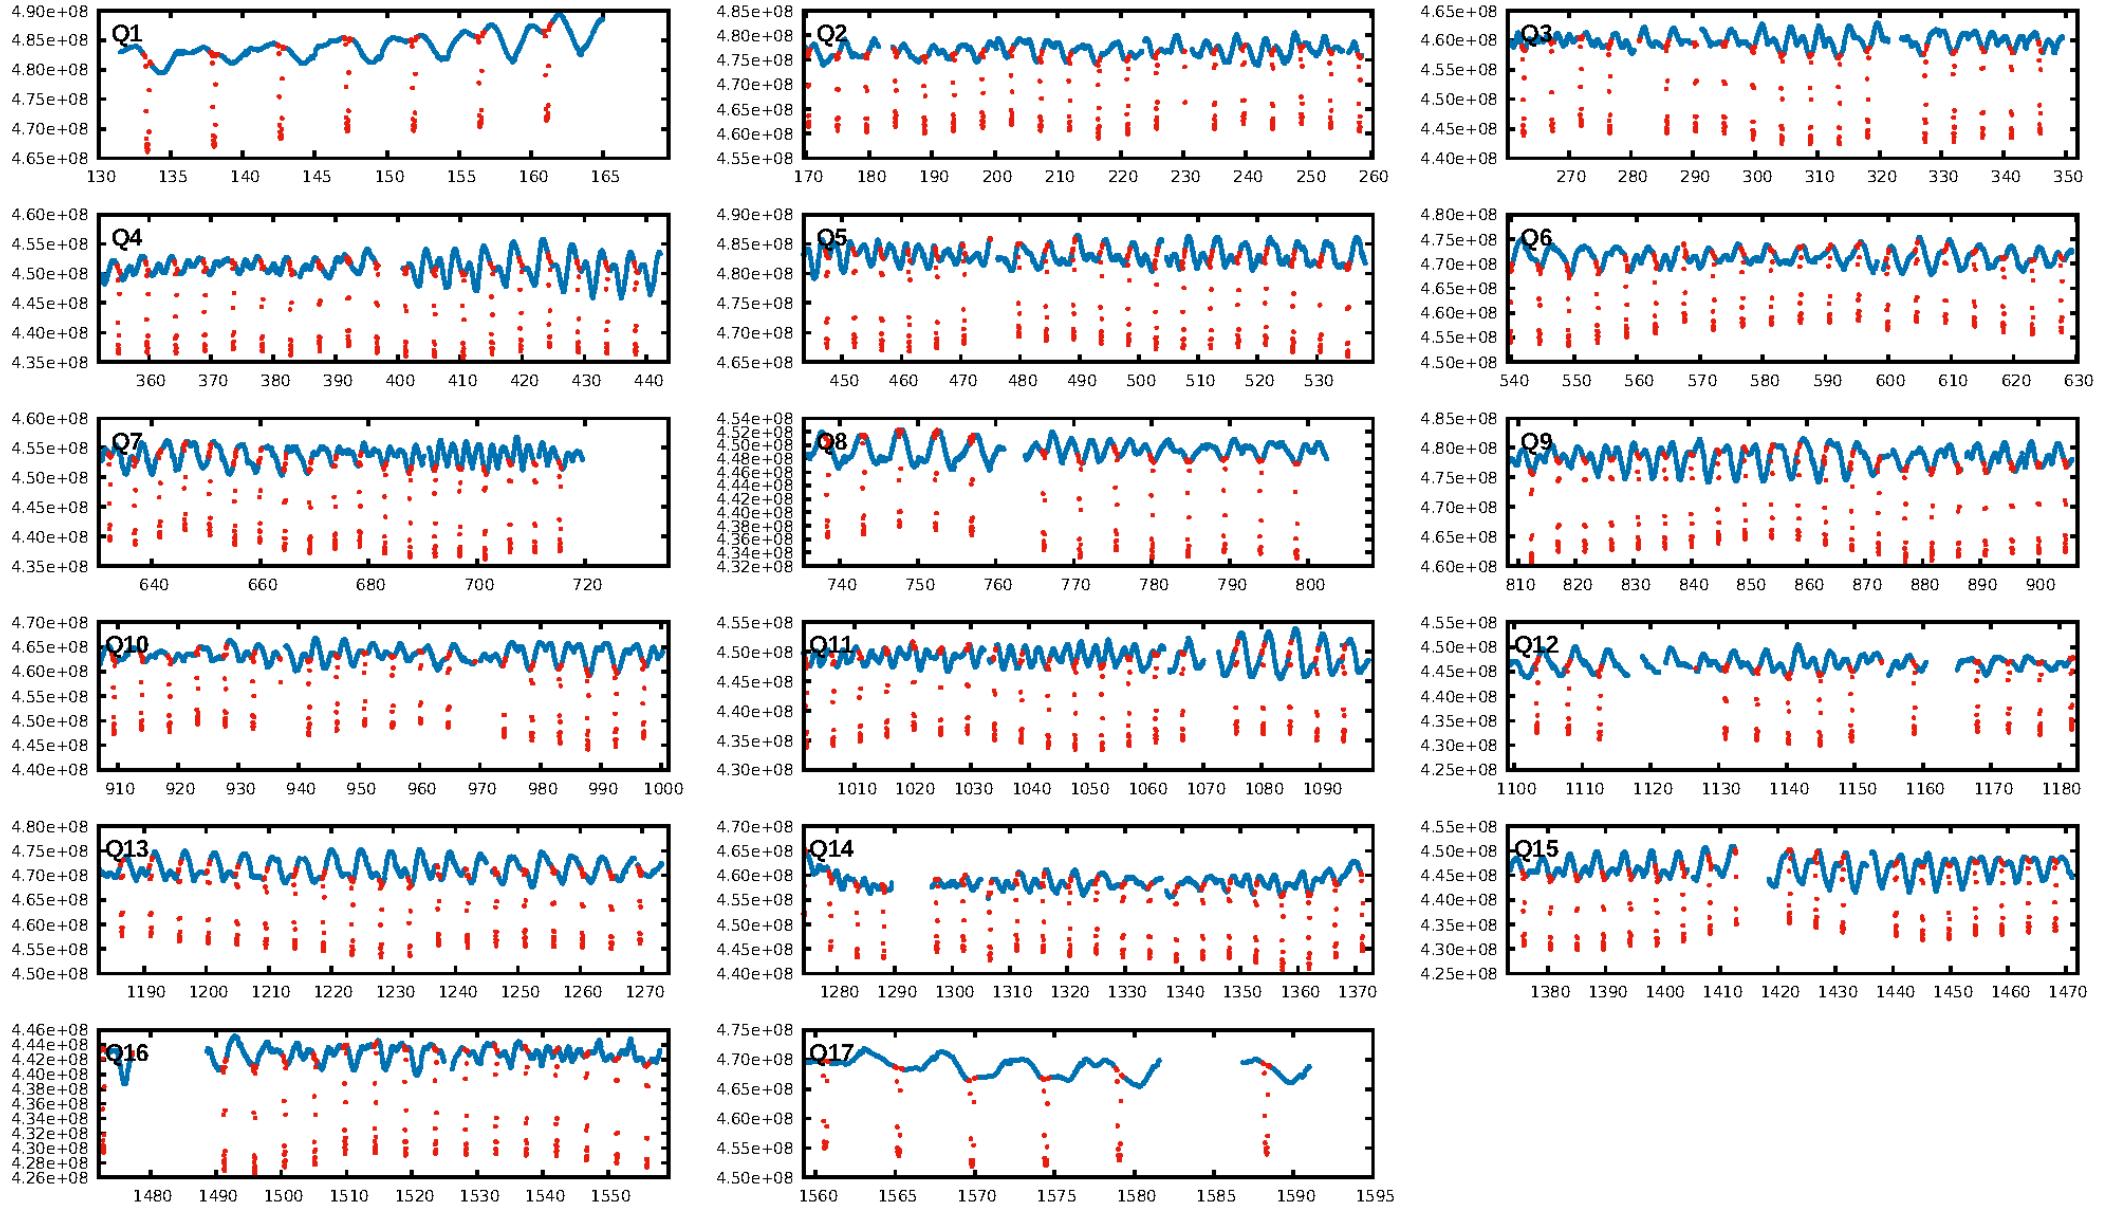 4.90e+08 4.85e+08 4.80e+08 4.75e+08 4.70e+08 4.65e+08
Q1
130 135 140 145 150 155 160 165
4.85e+08 4.80e+08 4.75e+08 4.70e+08 4.65e+08 4.60e+08 4.55e+08
Q2
170 180 190 200 210 220 230 240 250 260
4.65e+08 4.60e+08 4.55e+08 4.50e+08 4.45e+08 4.40e+08
Q3
270 280 290 300 310 320 330 340 350
4.60e+08 4.55e+08 4.50e+08 4.45e+08 4.40e+08 4.35e+08
Q4
360 370 380 390 400 410 420 430 440
4.90e+08 4.85e+08 4.80e+08 4.75e+08 4.70e+08 4.65e+08
Q5
450 460 470 480 490 500 510 520 530
4.80e+08 4.75e+08 4.70e+08 4.65e+08 4.60e+08 4.55e+08 4.50e+08
Q6
540 550 560 570 580 590 600 610 620 630
4.60e+08 4.55e+08 4.50e+08 4.45e+08 4.40e+08 4.35e+08
Q7
640 660 680 700 720
4.54e+08 4.52e+08 4.50e+08 4.48e+08 4.46e+08 4.44e+08 4.42e+08 4.40e+08 4.38e+08 4.36e+08 4.34e+08 4.32e+08
Q8
740 750 760 770 780 790 800
4.85e+08 4.80e+08 4.75e+08 4.70e+08 4.65e+08 4.60e+08
Q9
810 820 830 840 850 860 870 880 890 900
4.70e+08 4.65e+08 4.60e+08 4.55e+08 4.50e+08 4.45e+08 4.40e+08
Q10
910 920 930 940 950 960 970 980 990 1000
4.55e+08 4.50e+08 4.45e+08 4.40e+08 4.35e+08 4.30e+08
Q11
1010 1020 1030 1040 1050 1060 1070 1080 1090
4.55e+08 4.50e+08 4.45e+08 4.40e+08 4.35e+08 4.30e+08 4.25e+08
Q12
1100 1110 1120 1130 1140 1150 1160 1170 1180
4.80e+08 4.75e+08 4.70e+08 4.65e+08 4.60e+08 4.55e+08 4.50e+08
Q13
1190 1200 1210 1220 1230 1240 1250 1260 1270
4.70e+08 4.65e+08 4.60e+08 4.55e+08 4.50e+08 4.45e+08 4.40e+08
Q14
1280 1290 1300 1310 1320 1330 1340 1350 1360 1370
4.55e+08 4.50e+08 4.45e+08 4.40e+08 4.35e+08 4.30e+08 4.25e+08
Q15
1380 1390 1400 1410 1420 1430 1440 1450 1460 1470
4.46e+08 4.44e+08 4.42e+08 4.40e+08 4.38e+08 4.36e+08 4.34e+08 4.32e+08 4.30e+08 4.28e+08 4.26e+08
Q16
1480 1490 1500 1510 1520 1530 1540 1550
4.75e+08 4.70e+08 4.65e+08 4.60e+08 4.55e+08 4.50e+08
Q17
1560 1565 1570 1575 1580 1585 1590 1595